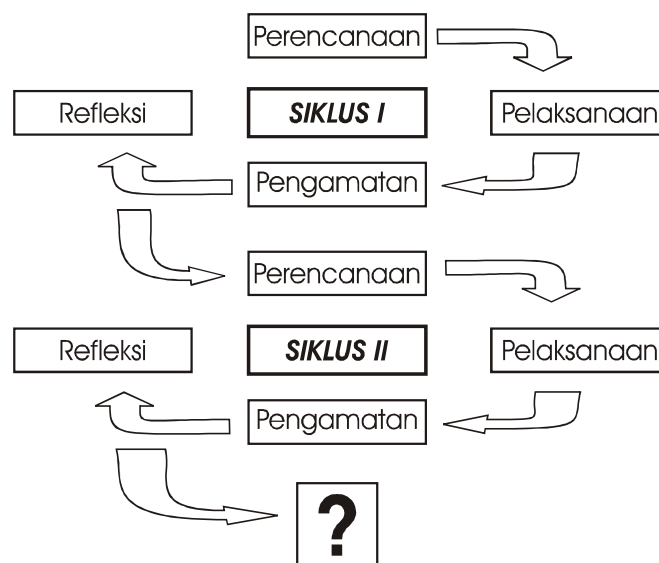 Perencanaan
Refleksi
SIKLUS I
Pelaksanaan
Pengamatan
Perencanaan
Refleksi
SIKLUS II
Pelaksanaan
Pengamatan
?